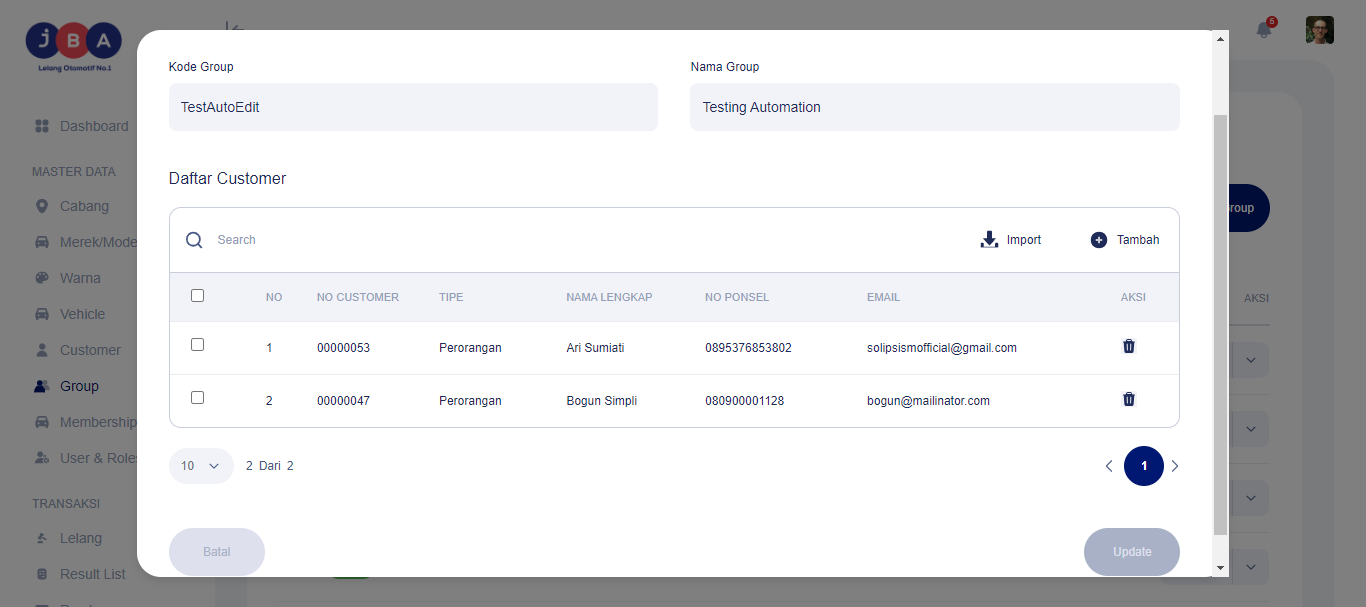 JBA
Lelang Otomotif No.1
6
Dashboard
MASTER DATA
Cabang
Merek/Mode
Warna
Vehicle
Customer
Group
Membership
User & Roles
TRANSAKSI
Lelang
Result List
Kode Group
Nama Group
TestAutoEdit
Testing Automation
Daftar Customer
Search
Import
Tambah
NO NO CUSTOMER TIPE NAMA LENGKAP NO PONSEL EMAIL AKSI
1 00000053 Perorangan Ari Sumiati 0895376853802 solipsismofficial@gmail.com
2 00000047 Perorangan Bogun Simpli 080900001128 bogun@mailinator.com
10 2 Dari 2
1
Batal
Update
roup
AKSI